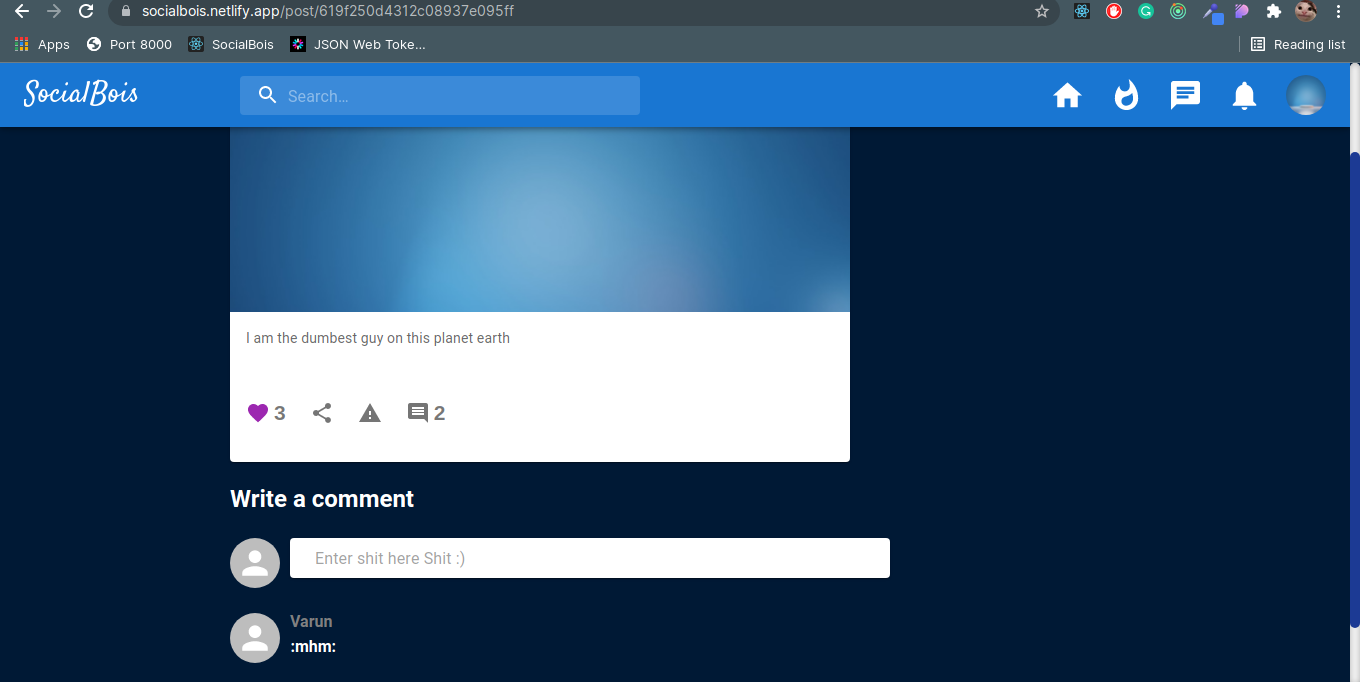 socialbois.netlify.app/post/619f250d4312c08937e095ff
Apps Port 8000 SocialBois JSON Web Toke... Reading list
SocialBois Search...
I am the dumbest guy on this planet earth
3 2
Write a comment
Enter shit here Shit :)
Varun
:mhm: